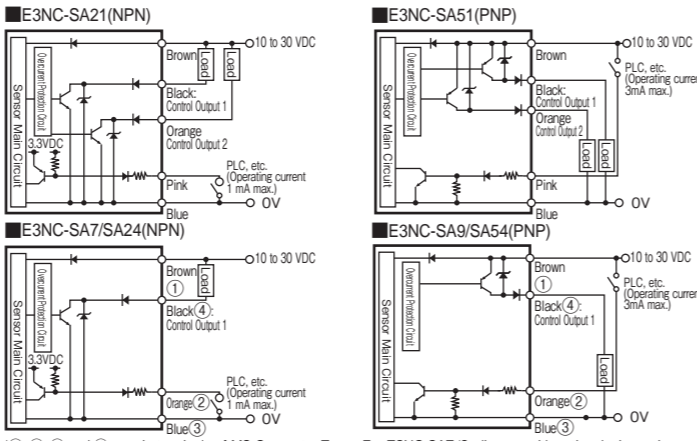 ■E3NC-SA21(NPN)
Sensor Main Circuit
Overcurrent Protection Circuit
3.3VDC
10 to 30 VDC
Brown
Load
Load
Black:
Control Output 1
Orange
Control Output 2
PLC, etc.
(Operating current
1 mA max.)
Pink
0V
Blue
■E3NC-SA51(PNP)
Sensor Main Circuit
Overcurrent Protection Circuit
10 to 30 VDC
Brown
PLC, etc.
(Operating curren
3mA max.)
Black:
Control Output 1
Orange
Control Output 2
Load
Load
Pink
0V
Blue
■E3NC-SA7/SA24(NPN)
Sensor Main Circuit
Overcurrent Protection Circuit
3.3VDC
10 to 30 VDC
Brown
①
Load
Black④:
Control Output 1
PLC, etc.
(Operating current
1 mA max.)
Orange②
0V
Blue③
■E3NC-SA9/SA54(PNP)
Sensor Main Circuit
Overcurrent Protection Circuit
10 to 30 VDC
Brown
①
PLC, etc.
(Operating curren
3mA max.)
Black④:
Control Output 1
Load
Orange②
0V
Blue③